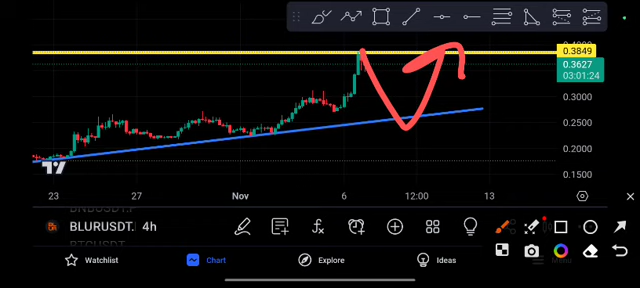 0.3849
0.3627
03:01:24
0.3000
0.2500
0.2000
0.1500
23
27
Nov
6
12:00
13
BLURUSDT.P
4h
Watchlist
Chart
Explore
Ideas